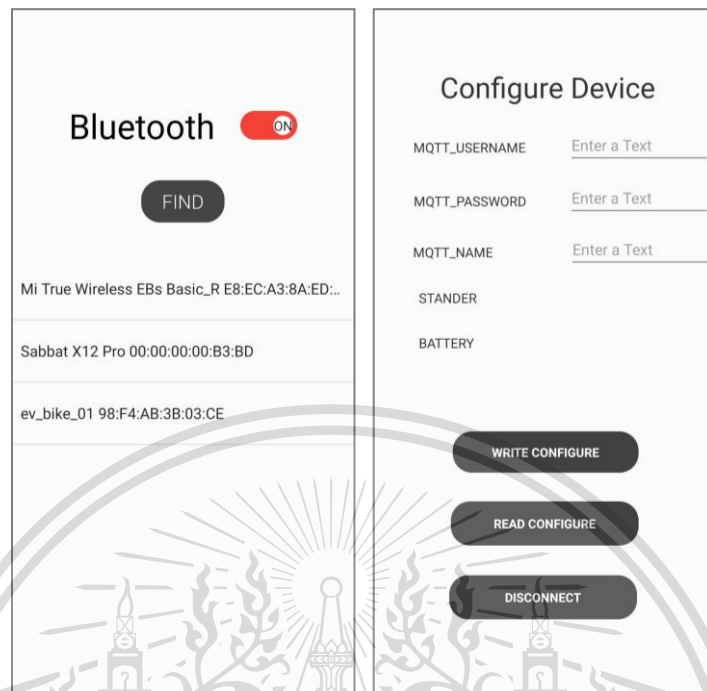 Bluetooth ON
FIND
Mi True Wireless EBs Basic_R E8:EC:A3:8A:ED:..
Sabbat X12 Pro 00:00:00:00:B3:BD
ev_bike_01 98:F4:AB:3B:03:CE
Configure Device
MQTT_USERNAME Enter a Text
MQTT_PASSWORD Enter a Text
MQTT_NAME Enter a Text
STANDER
BATTERY
WRITE CONFIGURE
READ CONFIGURE
DISCONNECT